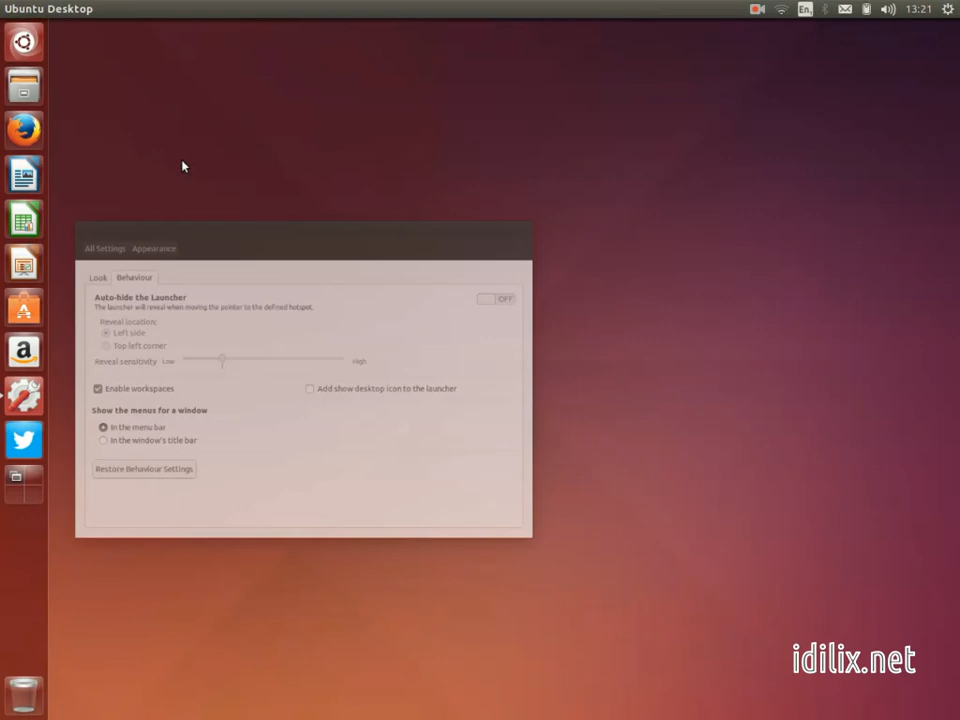 Ubuntu Desktop
En
13:21
All Settings Appearance
Look Behaviour
Auto-hide the Launcher
OFF
The launcher will reveal when moving the pointer to the defined hotspot.
Reveal location:
Left side
Top left corner
Reveal sensitivity Low High
Enable workspaces Add show desktop icon to the launcher
Show the menus for a window
In the menu bar
In the window's title bar
Restore Behaviour Settings
idilix.net